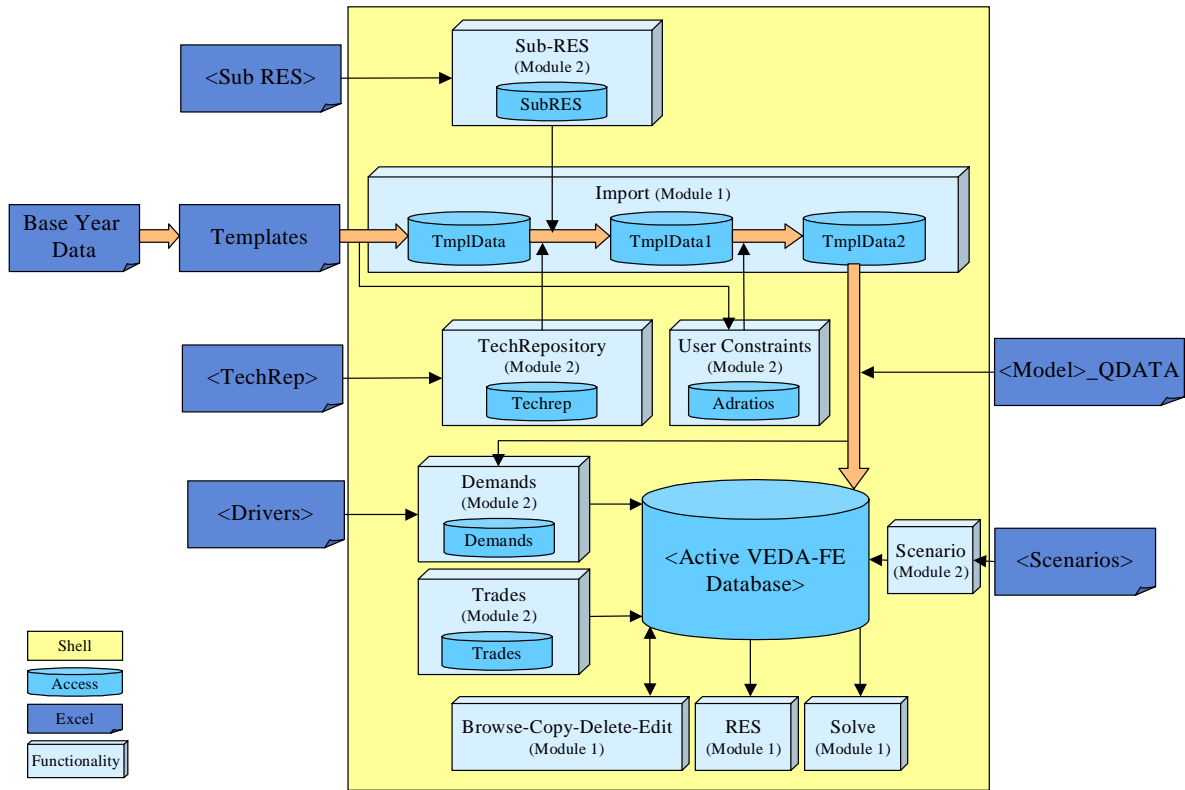 Sub-RES
(Module 2)
SubRES
<Sub RES>
Import (Module 1)
Base Year
Data
Templates
TmplData
TmplData1
TmplData2
TechRepository
(Module 2)
Techrep
User Constraints
(Module 2)
Adratios
<TechRep>
<Model>_QDATA
Demands
(Module 2)
Demands
<Drivers>
<Active VEDA-FE
Database>
Scenario
(Module 2)
<Scenarios>
Trades
(Module 2)
Trades
Shell
Access
Excel
Functionality
Browse-Copy-Delete-Edit
(Module 1)
RES
(Module 1)
Solve
(Module 1)